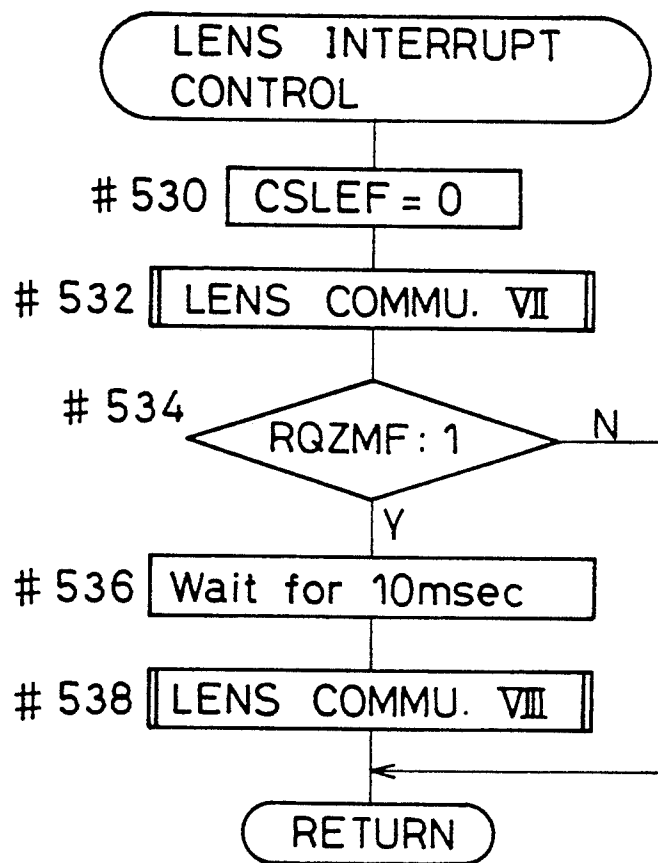 LENS INTERRUPT
CONTROL
# 530 CSLEF = 0
# 532 LENS COMMU. VII
# 534
RQZMF : 1 N
Y
# 536 Wait for 10msec
# 538 LENS COMMU. VIII
RETURN